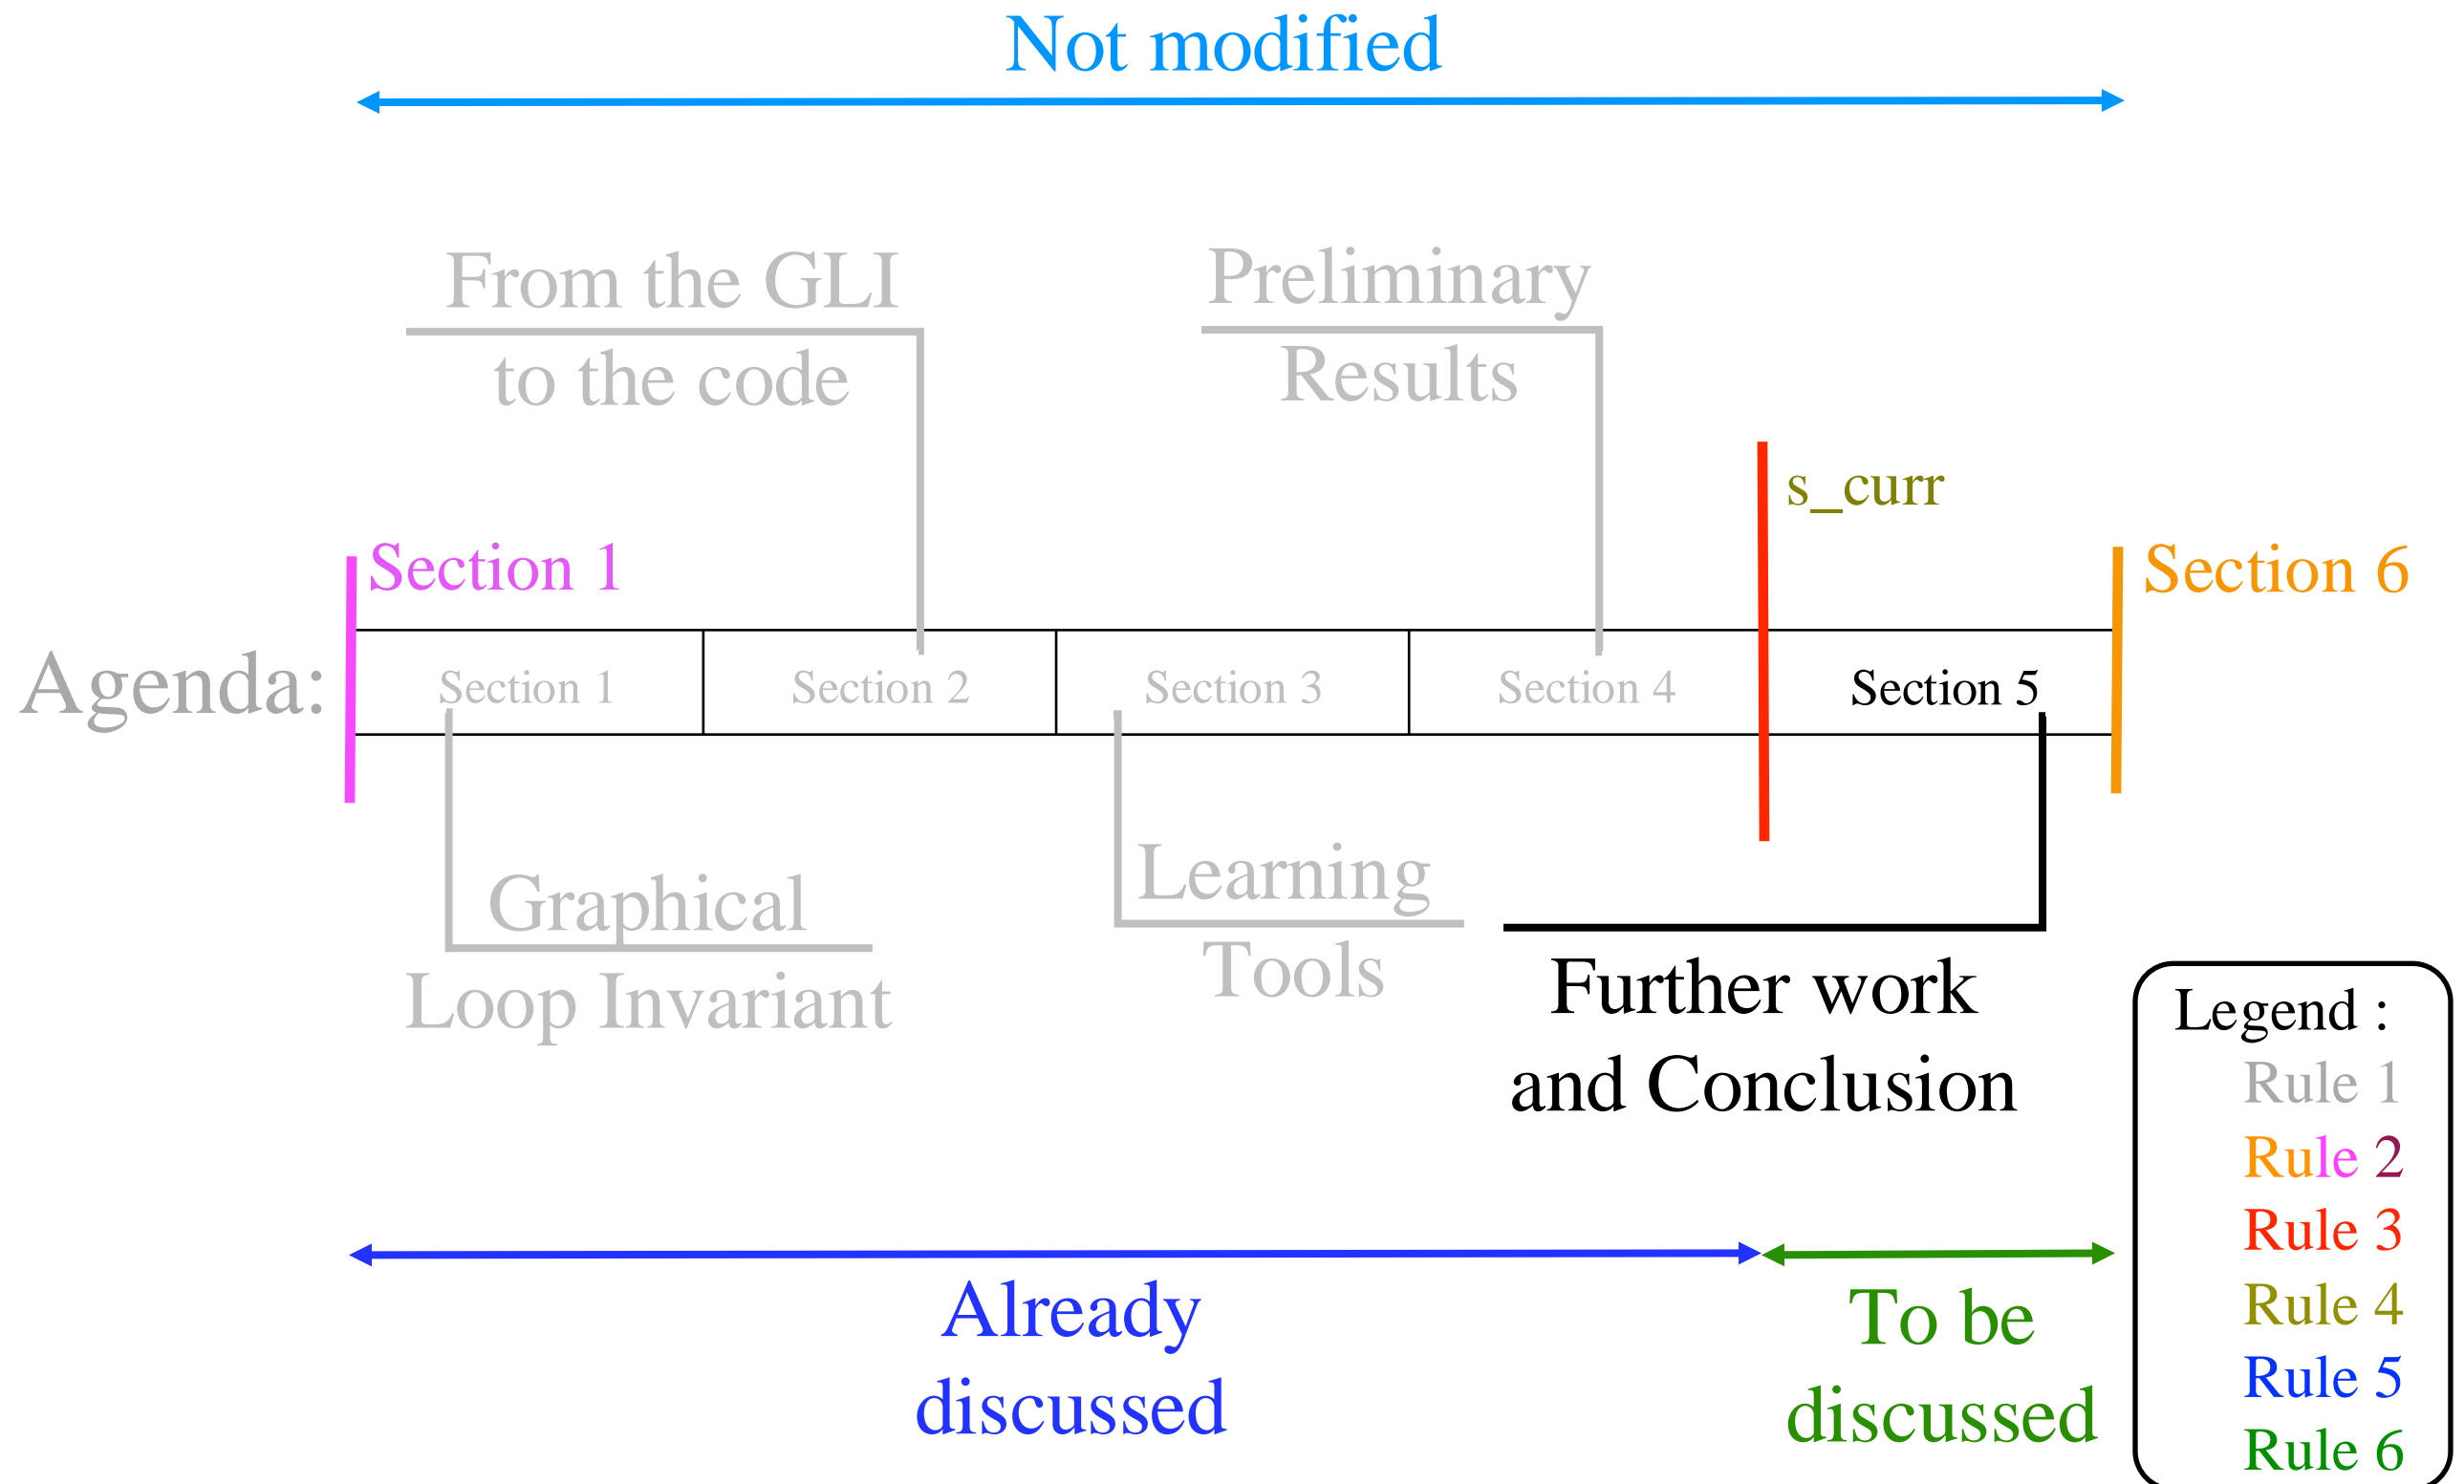 Not modified
From the GLI
to the code
Preliminary
Results
s_curr
Section 1
Section 6
Agenda:
Section 1
Section 2
Section 3
Section 4
Section 5
Graphical
Loop Invariant
Learning
Tools
Further work
and Conclusion
Already
discussed
To be
discussed
Legend :
Rule 1
Rule 2
Rule 3
Rule 4
Rule 5
Rule 6